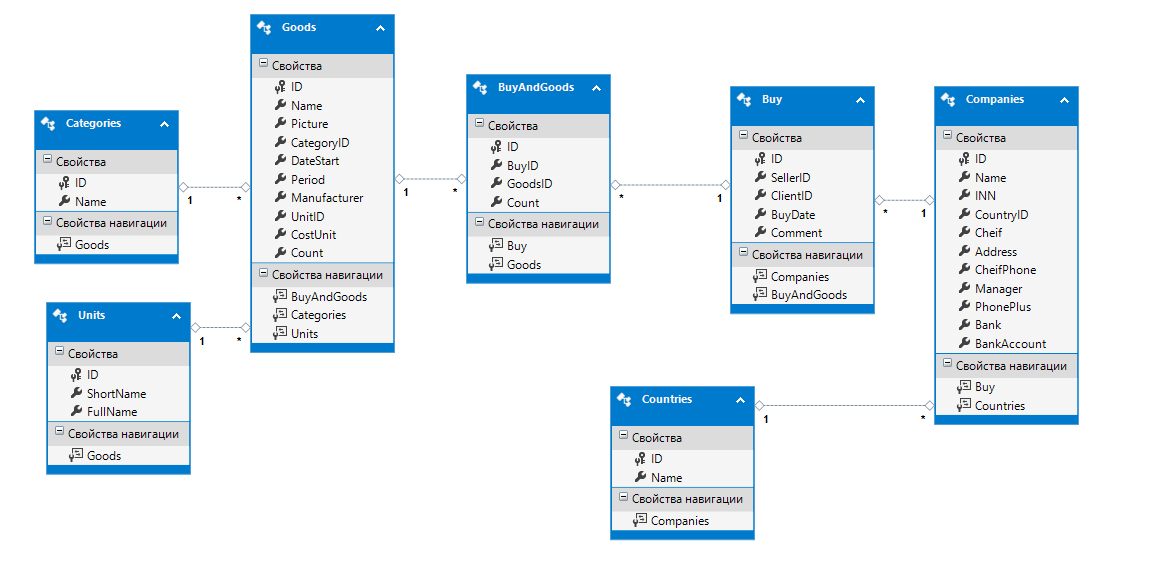 Categories
Свойства
ID
Name
Свойства навигации
Goods
1
*
Units
Свойства
ID
ShortName
FullName
Свойства навигации
Goods
1
*
Goods
Свойства
ID
Name
Picture
CategoryID
DateStart
Period
Manufacturer
UnitID
CostUnit
Count
Свойства навигации
BuyAndGoods
Categories
Units
1
*
BuyAndGoods
Свойства
ID
BuyID
GoodsID
Count
Свойства навигации
Buy
Goods
*
1
Buy
Свойства
ID
SellerID
ClientID
BuyDate
Comment
Свойства навигации
Companies
BuyAndGoods
*
1
Companies
Свойства
ID
Name
INN
CountryID
Cheif
Address
CheifPhone
Manager
PhonePlus
Bank
BankAccount
Свойства навигации
Buy
Countries
Countries
Свойства
ID
Name
Свойства навигации
Companies
1
*